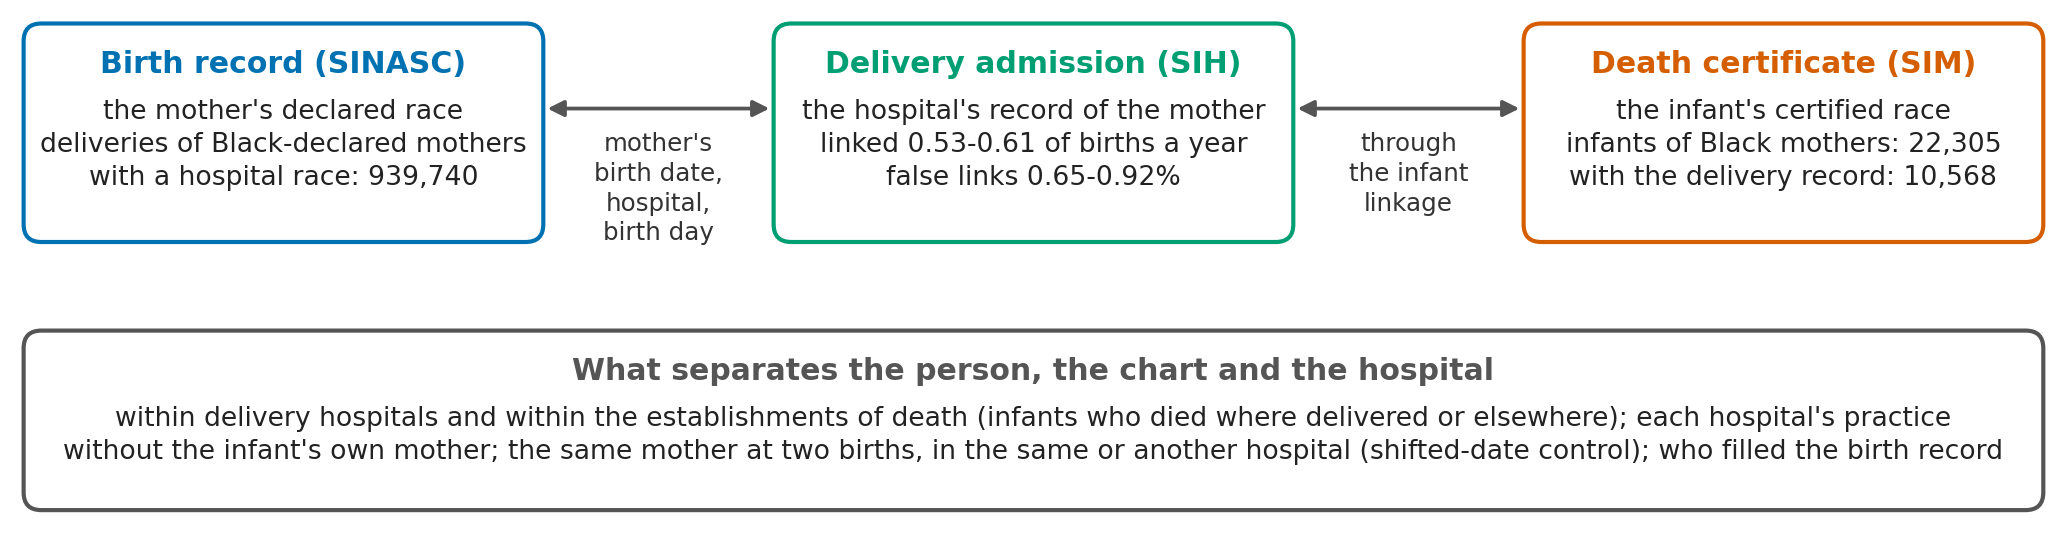 Birth record (SINASC)
the mother's declared race
deliveries of Black-declared mothers
with a hospital race: 939,740
mother's
birth date,
hospital,
birth day
Delivery admission (SIH)
the hospital's record of the mother
linked 0.53-0.61 of births a year
false links 0.65-0.92%
through
the infant
linkage
Death certificate (SIM)
the infant's certified race
infants of Black mothers: 22,305
with the delivery record: 10,568
What separates the person, the chart and the hospital
within delivery hospitals and within the establishments of death (infants who died where delivered or elsewhere); each hospital's practice
without the infant's own mother; the same mother at two births, in the same or another hospital (shifted-date control); who filled the birth record